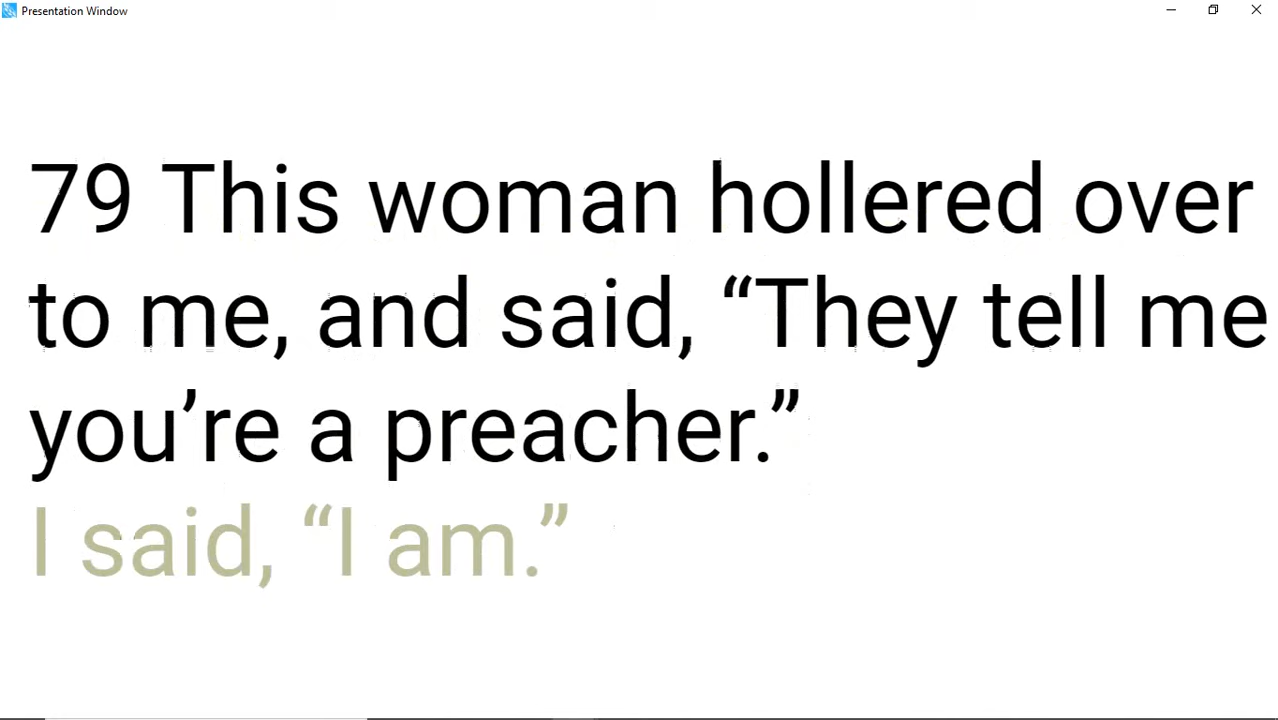 Presentation Window
79 This woman hollered over
to me, and said, “They tell me
you’re a preacher.”
I said, “I am.”